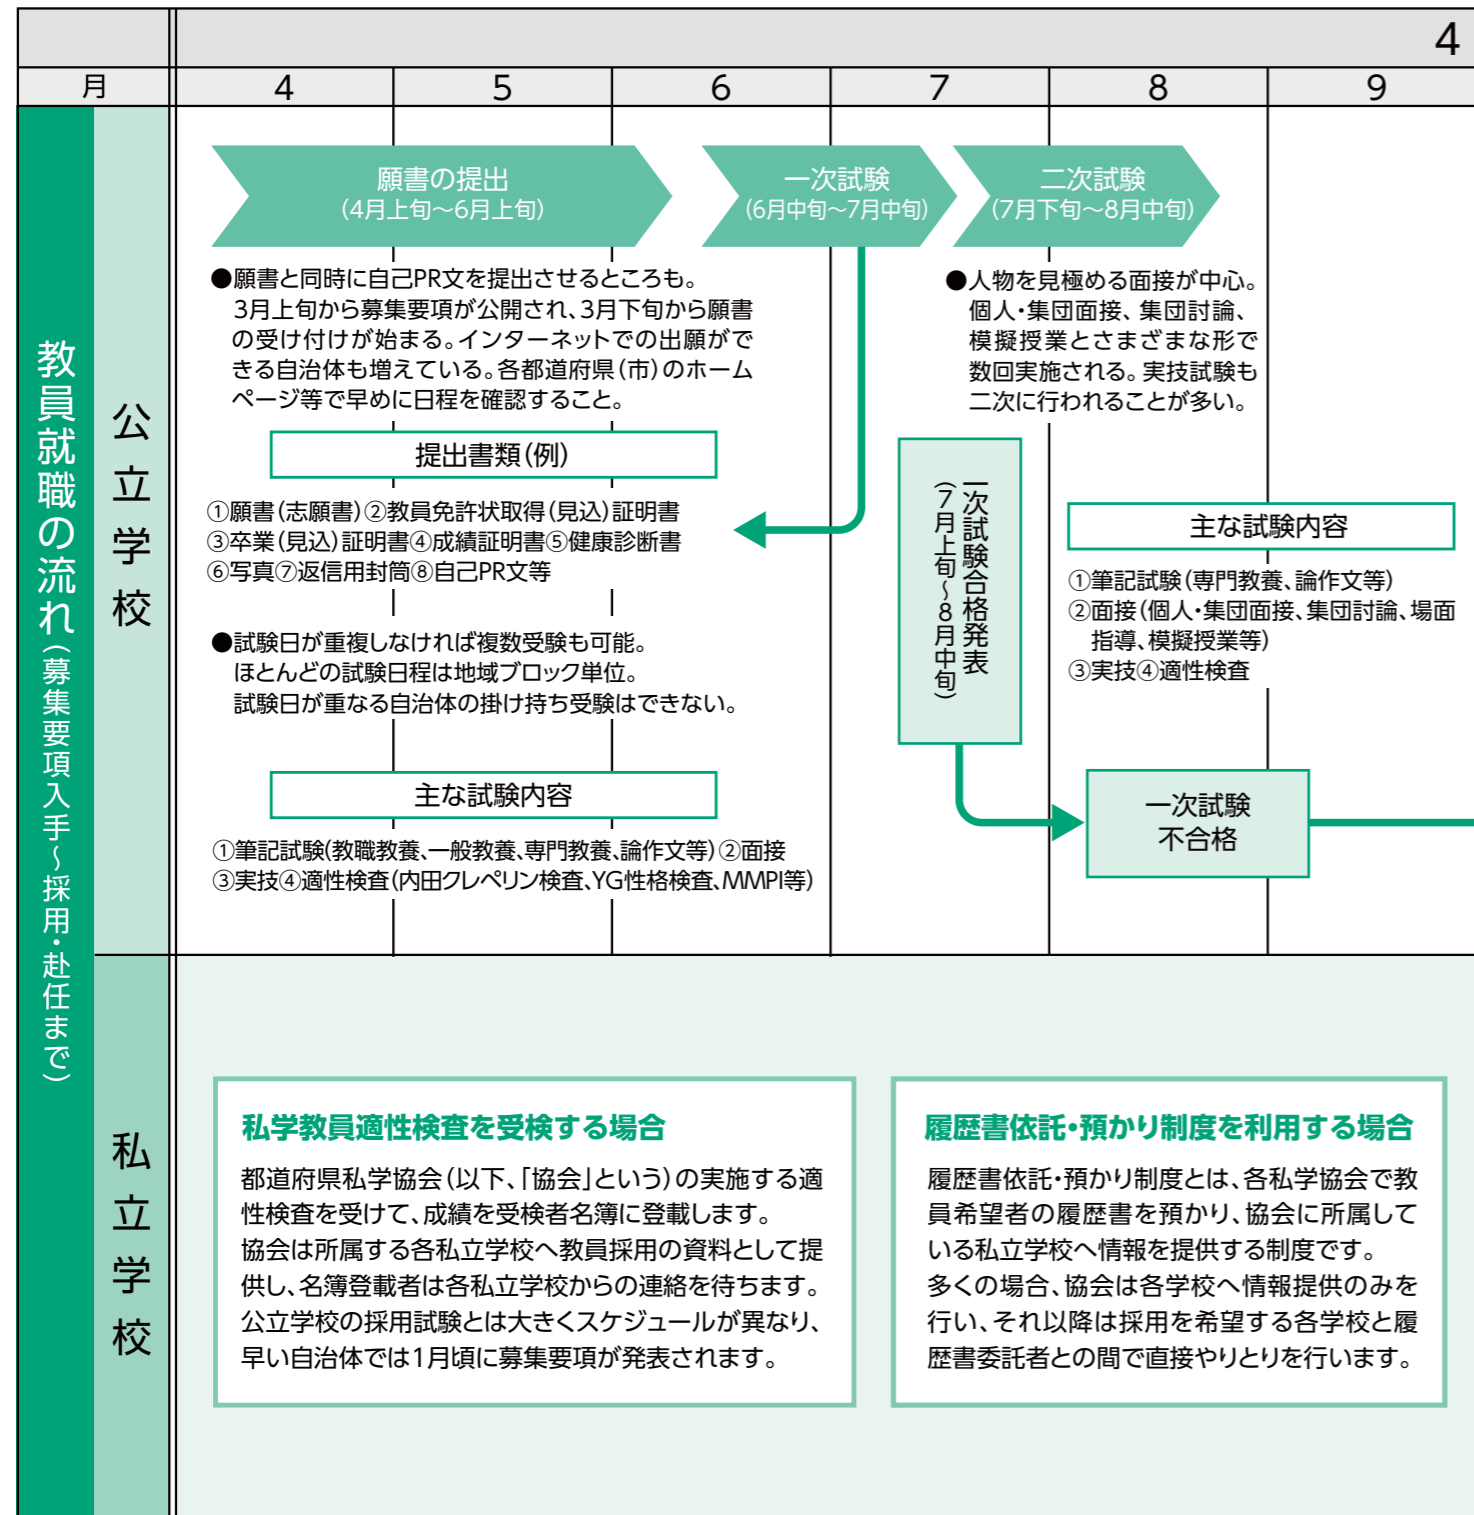 4
月
4 5 6 7 8 9
教員就職の流れ(募集要項入手～採用・赴任まで)
公立学校
願書の提出
(4月上旬～6月上旬)
一次試験
(6月中旬～7月中旬)
二次試験
(7月下旬～8月中旬)
●願書と同時に自己PR文を提出させるところも。
3月上旬から募集要項が公開され、3月下旬から願書
の受け付けが始まる。インターネットでの出願がで
きる自治体も増えている。各都道府県(市)のホーム
ページ等で早めに日程を確認すること。
提出書類(例)
①願書(志願書)②教員免許状取得(見込)証明書
③卒業(見込)証明書④成績証明書⑤健康診断書
⑥写真⑦返信用封筒⑧自己PR文等
●試験日が重複しなければ複数受験も可能。
ほとんどの試験日程は地域ブロック単位。
試験日が重なる自治体の掛け持ち受験はできない。
主な試験内容
①筆記試験(教職教養、一般教養、専門教養、論作文等)②面接
③実技④適性検査(内田クレペリン検査、YG性格検査、MMPI等)
一次試験合格発表
(7月上旬～8月中旬)
●人物を見極める面接が中心。
個人・集団面接、集団討論、
模擬授業とさまざまな形で
数回実施される。実技試験も
二次に行われることが多い。
主な試験内容
①筆記試験(専門教養、論作文等)
②面接(個人・集団面接、集団討論、場面
指導、模擬授業等)
③実技④適性検査
一次試験
不合格
私立学校
私学教員適性検査を受検する場合
都道府県私学協会(以下、「協会」という)の実施する適
性検査を受けて、成績を受検者名簿に登載します。
協会は所属する各私立学校へ教員採用の資料として提
供し、名簿登載者は各私立学校からの連絡を待ちます。
公立学校の採用試験とは大きくスケジュールが異なり、
早い自治体では1月頃に募集要項が発表されます。
履歴書依託・預かり制度を利用する場合
履歴書依託・預かり制度とは、各私学協会で教
員希望者の履歴書を預かり、協会に所属して
いる私立学校へ情報を提供する制度です。
多くの場合、協会は各学校へ情報提供のみを
行い、それ以降は採用を希望する各学校と履
歴書委託者との間で直接やりとりを行います。